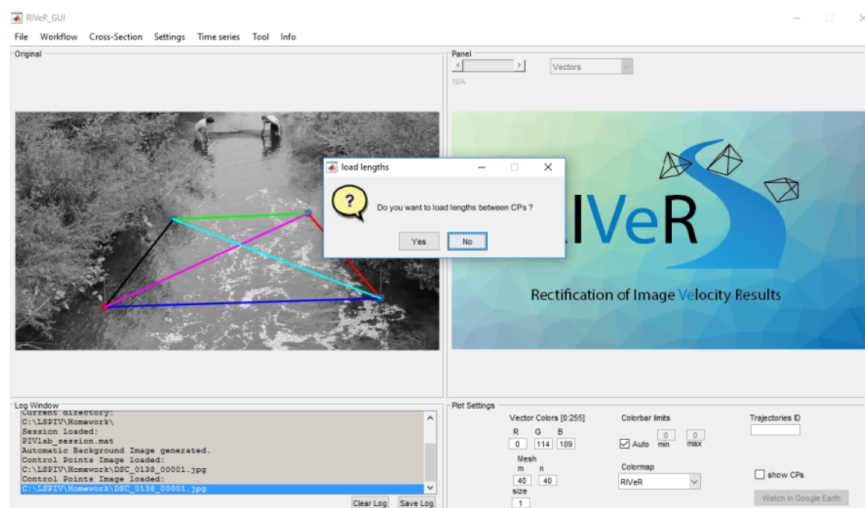 RIVeR_GUI
File Workflow Cross-Section Settings Time series Tool Info
Original
Panel
Vectors
N/A
load lengths
?
Do you want to load lengths between CPs ?
Yes No
IVeR
Rectification of Image Velocity Results
Log Window
Current directory:
C:\LSPIV\Homework\
Session loaded:
PIVlab_session.mat
Automatic Background Image generated.
Control Points Image loaded:
C:\LSPIV\Homework\DSC_0138_00001.jpg
Control Points Image loaded:
C:\LSPIV\Homework\DSC_0138_00001.jpg
Clear Log Save Log
Plot Settings
Vector Colors [0:255]
R G B
0 114 189
Mesh
m n
40 40
size
1
Colorbar limits
0 0
Auto min max
Colormap
RIVeR
Trajectories ID
show CPs
Watch in Google Earth